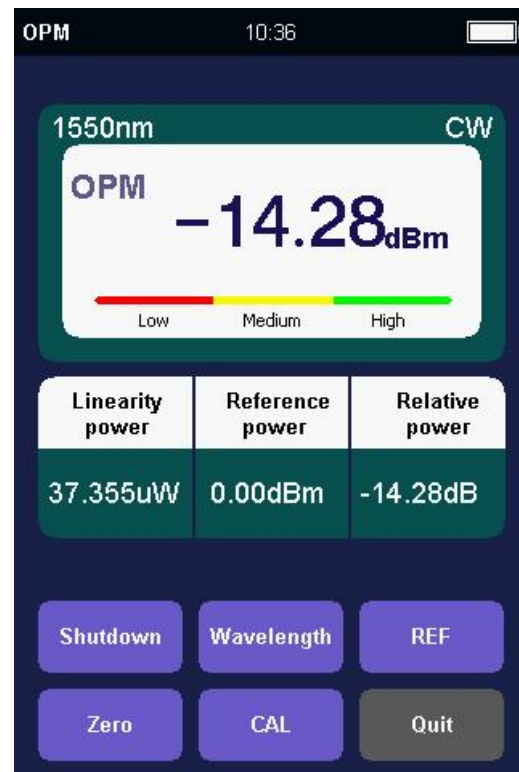 OPM 10:36
1550nm CW
OPM
-14.28dBm
Low Medium High
Linearity power Reference power Relative power
37.355uW 0.00dBm -14.28dB
Shutdown Wavelength REF
Zero CAL Quit